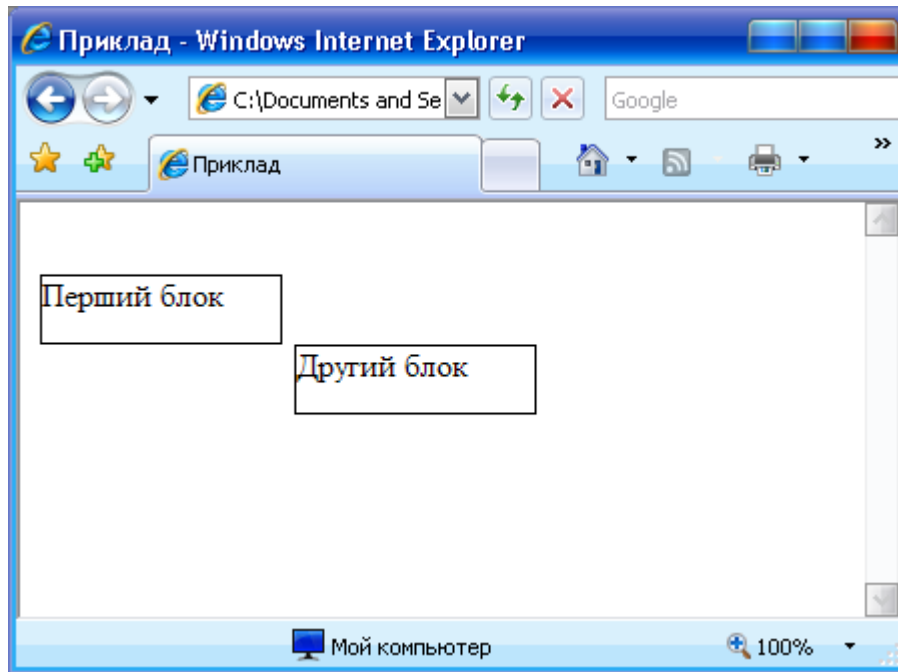 Приклад - Windows Internet Explorer
C:\Documents and Se
Google
Приклад
»
Перший блок
Другий блок
Мой компьютер
100%